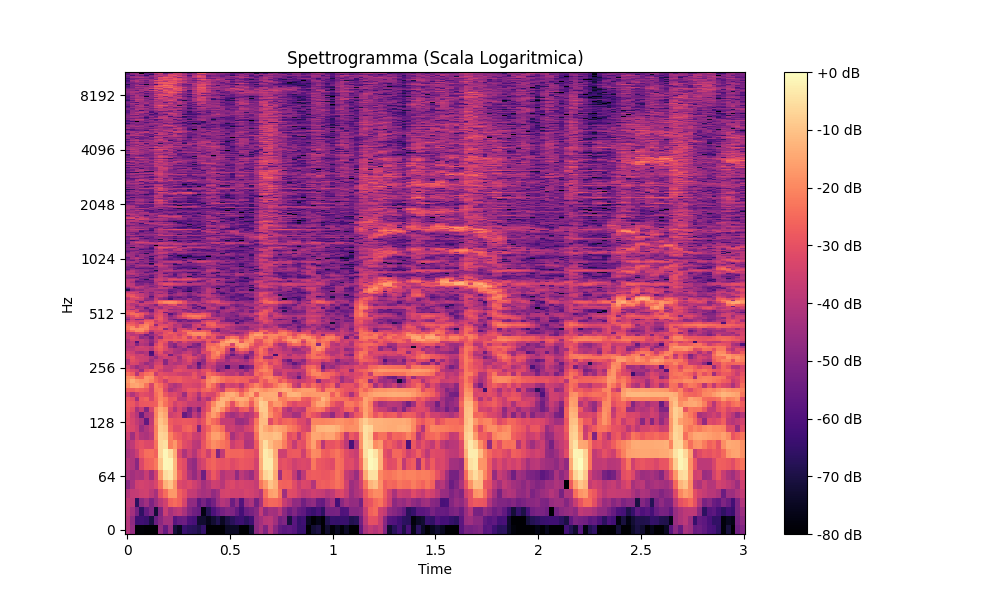 Spettrogramma (Scala Logaritmica)
Hz
8192
4096
2048
1024
512
256
128
64
0
0
0.5
1
1.5
2
2.5
3
Time
+0 dB
-10 dB
-20 dB
-30 dB
-40 dB
-50 dB
-60 dB
-70 dB
-80 dB